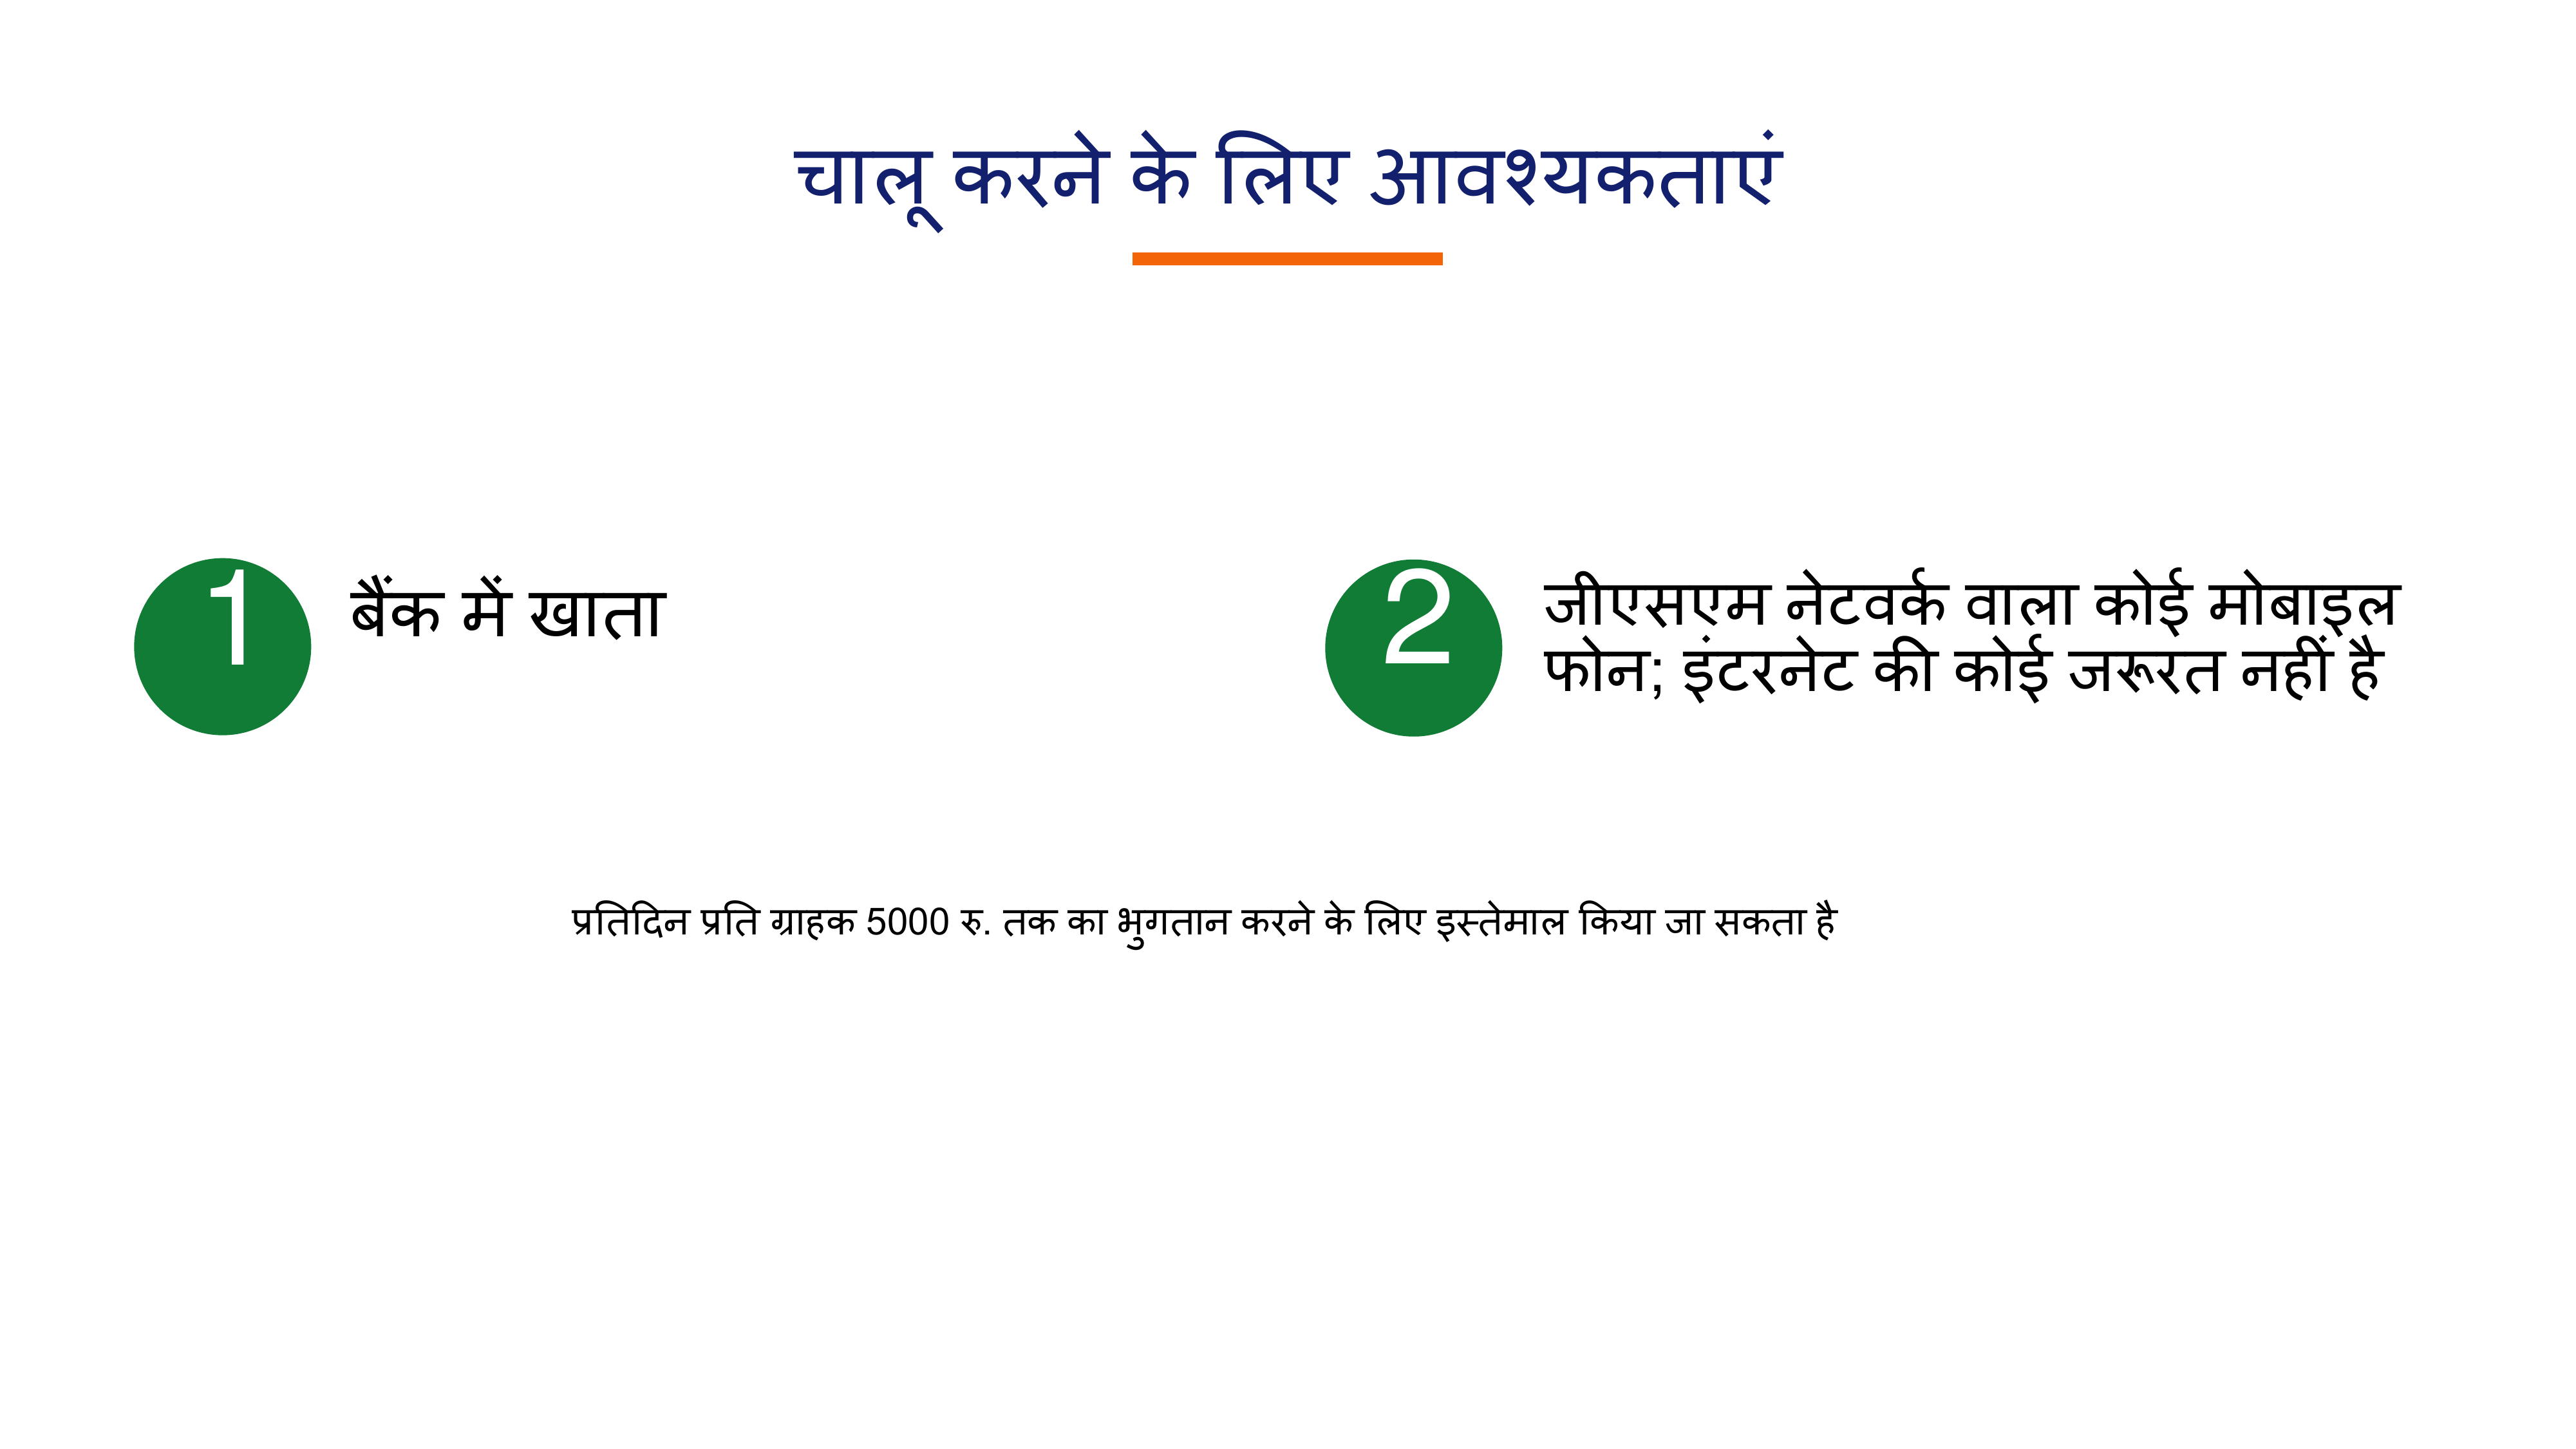 चालू करने के लिए आवश्यकताएं
1
बैंक में खाता
2
जीएसएम नेटवर्क वाला कोई मोबाइल
फोन; इंटरनेट की कोई जरूरत नहीं है
प्रतिदिन प्रति ग्राहक 5000 रु. तक का भुगतान करने के लिए इस्तेमाल किया जा सकता है